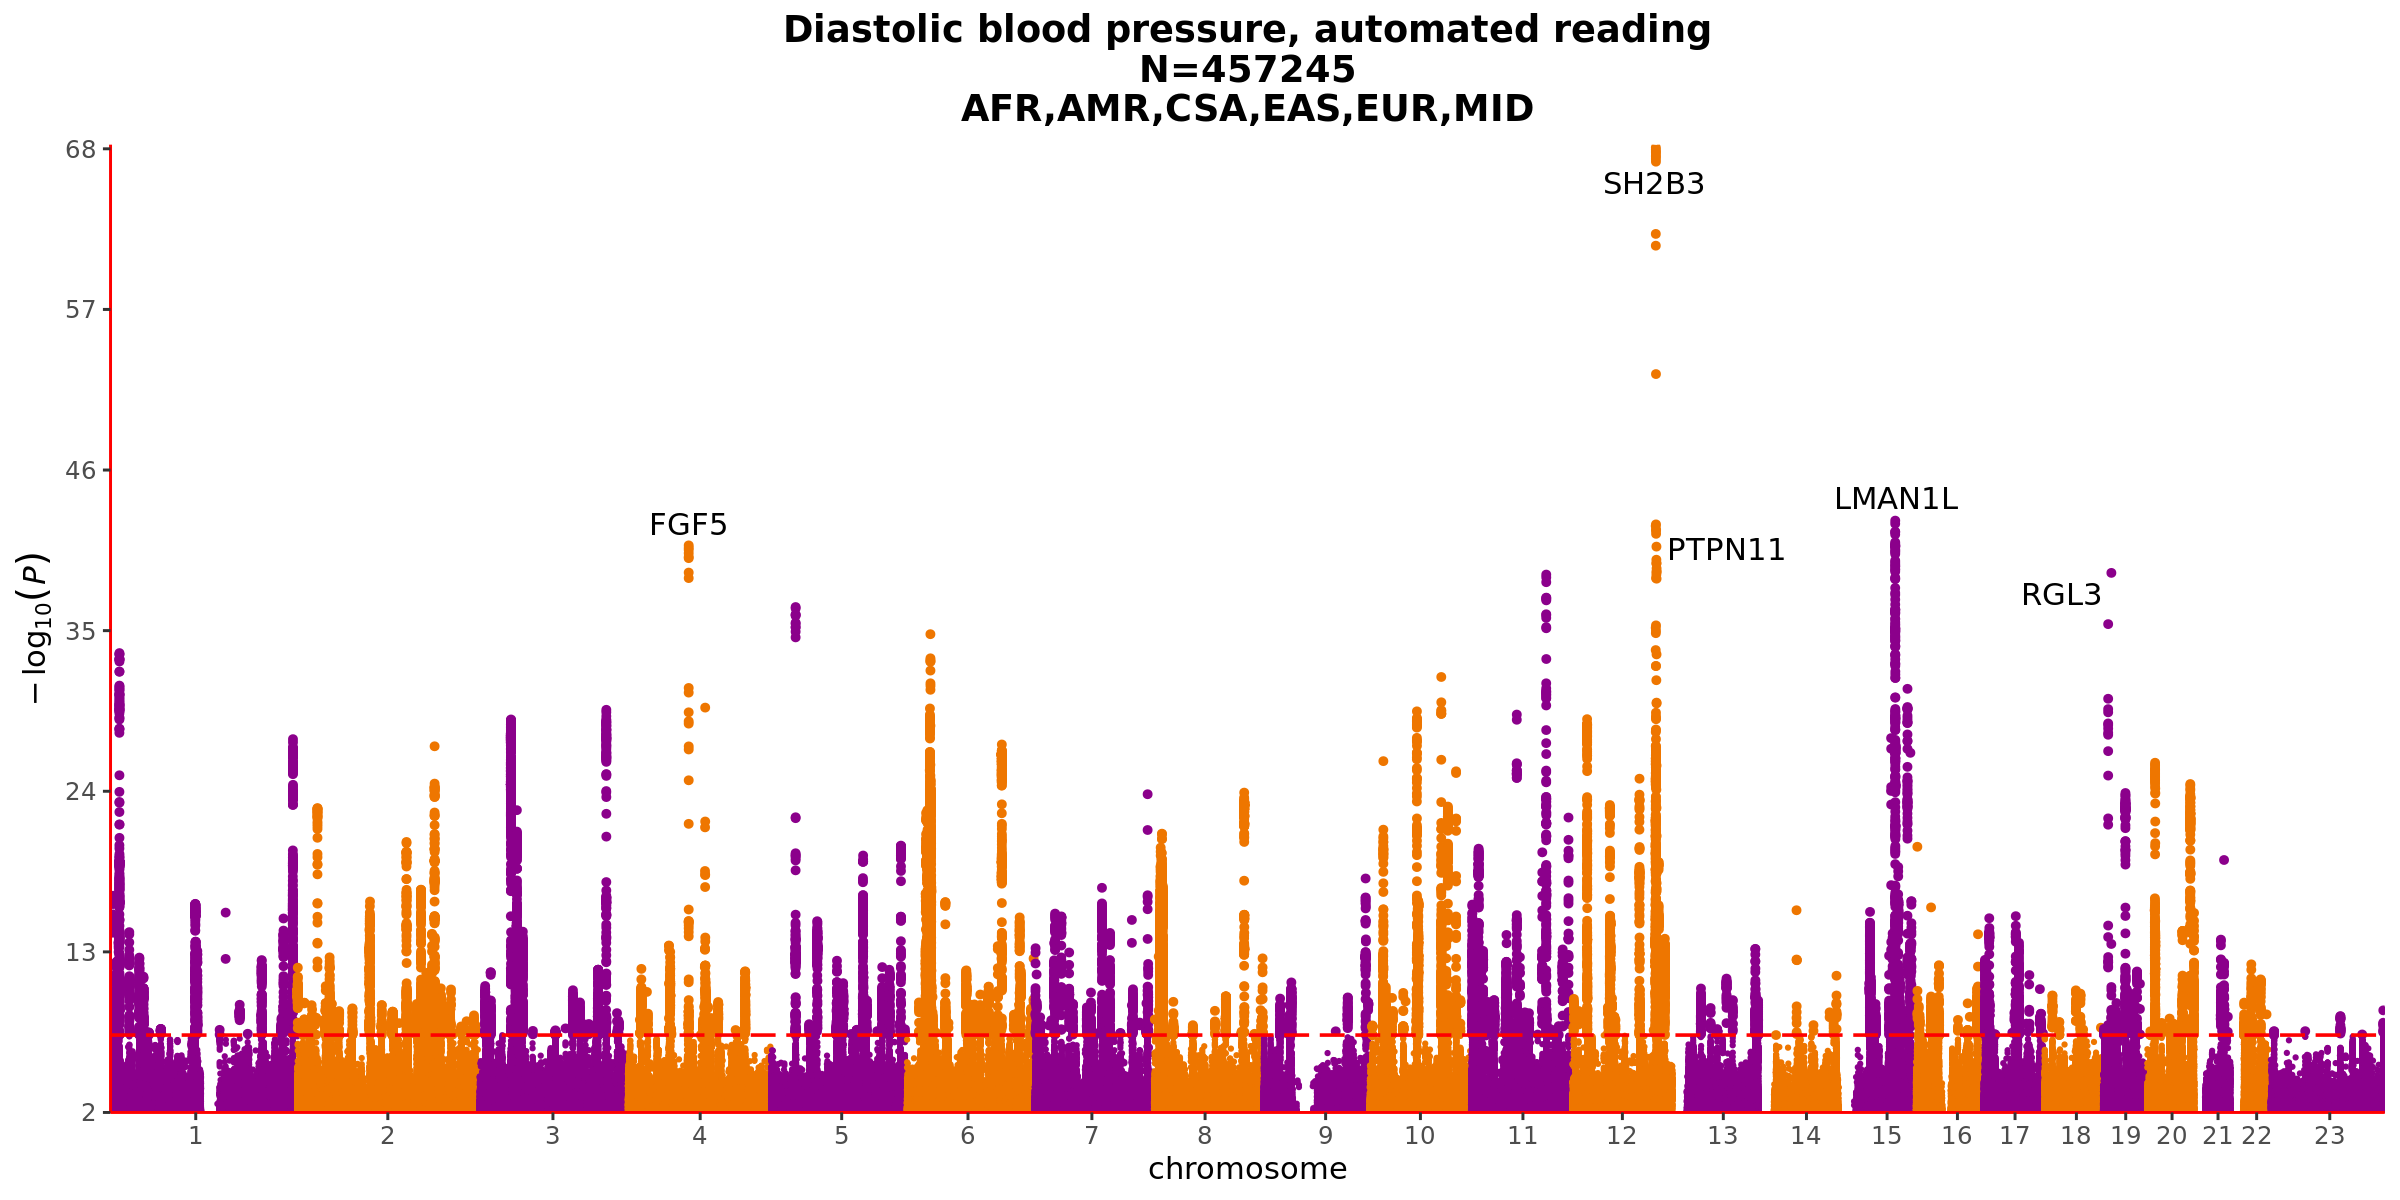 Diastolic blood pressure, automated reading
N=457245
AFR,AMR,CSA,EAS,EUR,MID
68
SH2B3
57
46
LMAN1L
FGF5
PTPN11
RGL3
35
24
13
2
−log10(P)
1 2 3 4 5 6 7 8 9 10 11 12 13 14 15 16 17 18 19 20 21 22 23
chromosome